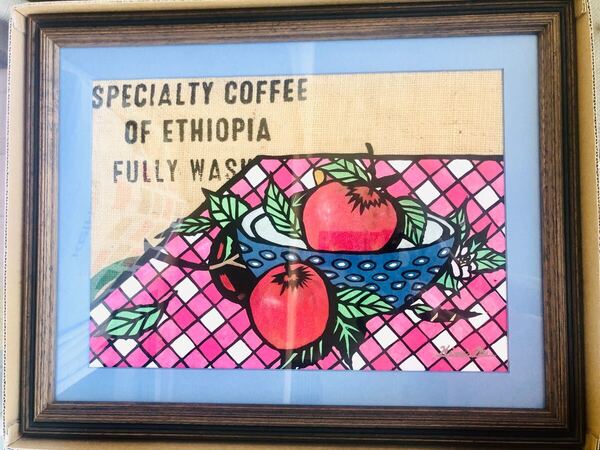 SPECIALTY COFFEE
OF ETHIOPIA
FULLY WASH